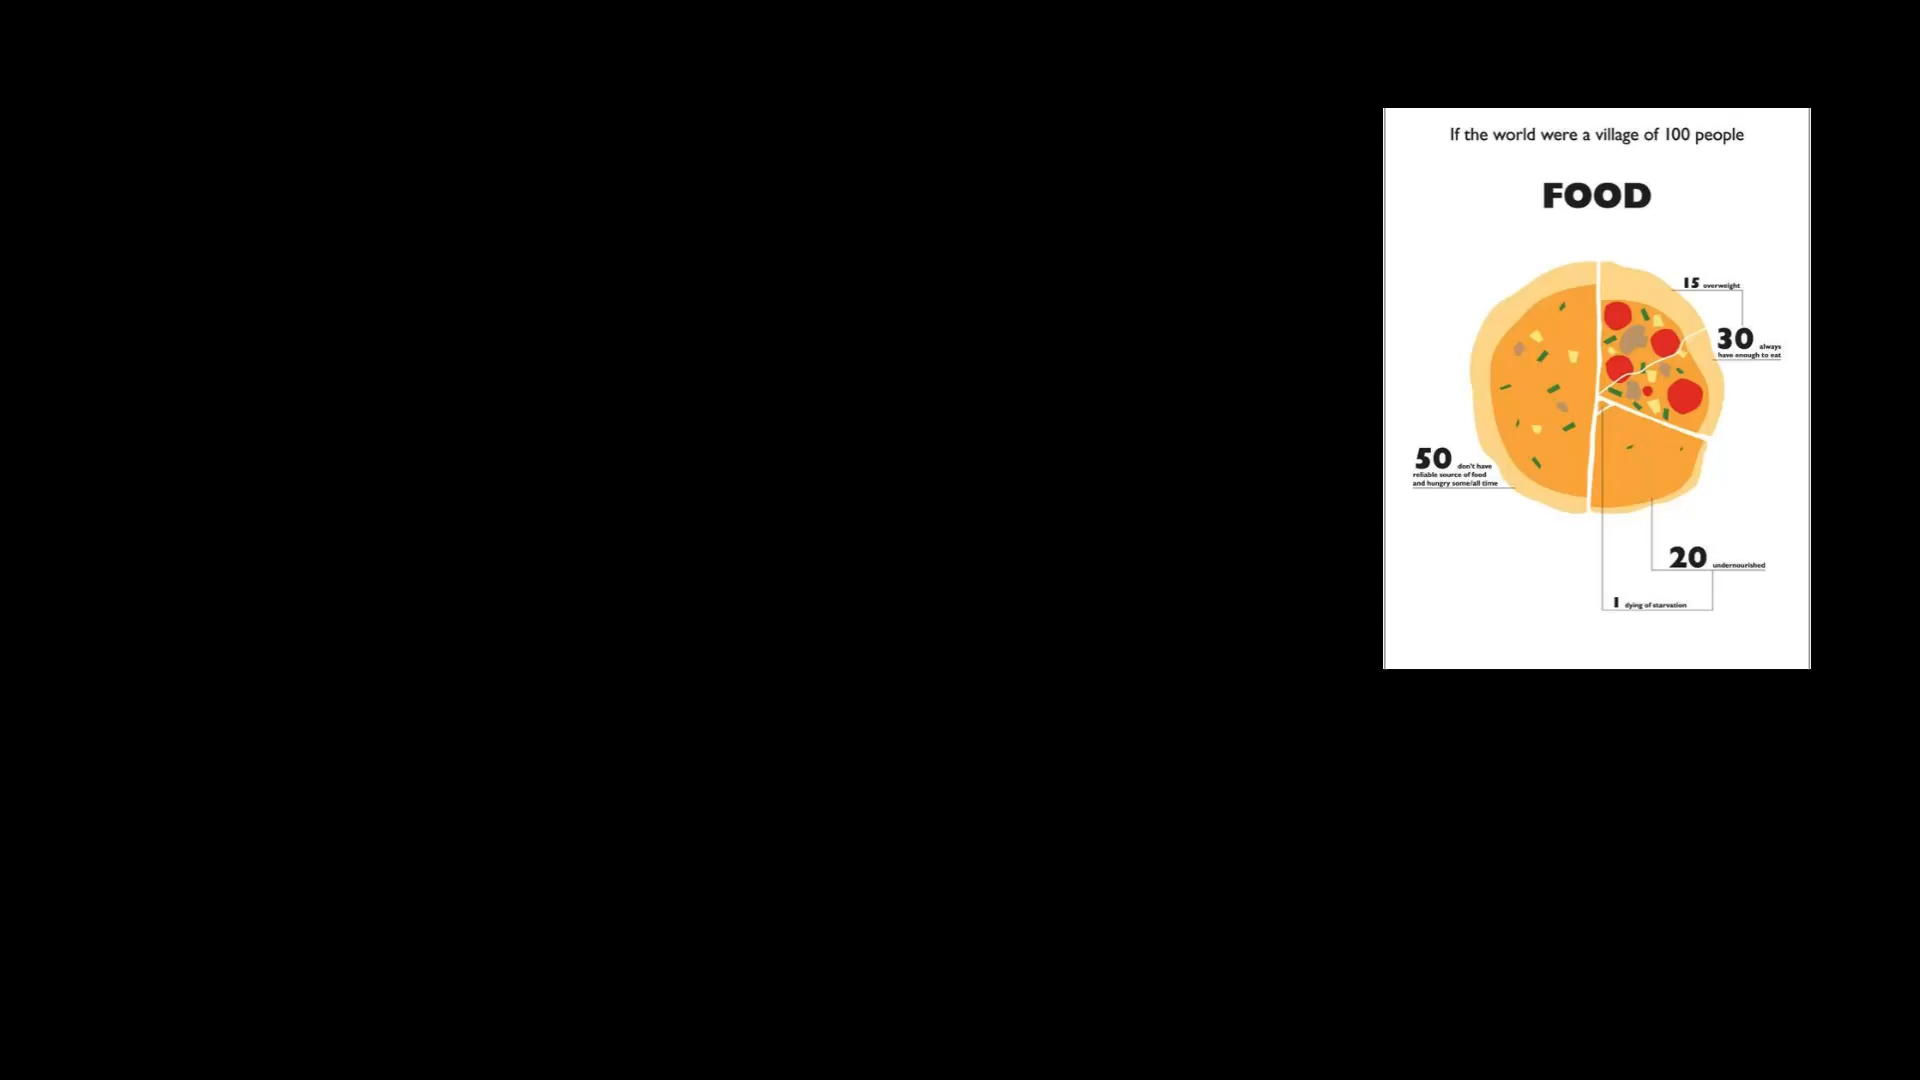 If the world were a village of 100 people
FOOD
15 overweight
30 always
have enough to eat
50 don't have
reliable source of food
and hungry some/all time
20 undernourished
1 dying of starvation